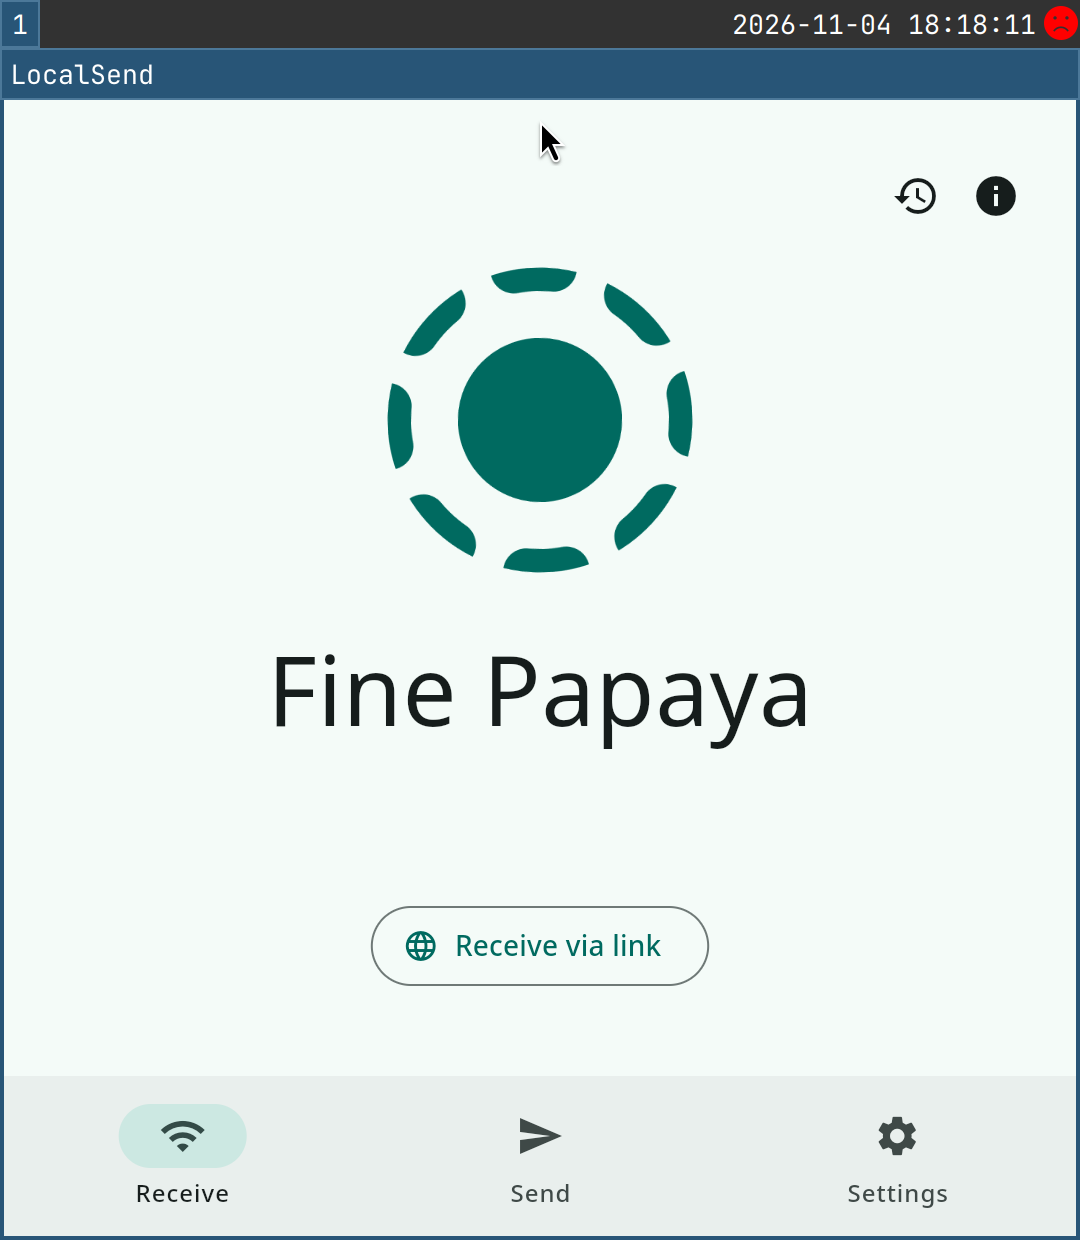 1
2026-11-04 18:18:11
LocalSend
Fine Papaya
Receive via link
Receive
Send
Settings